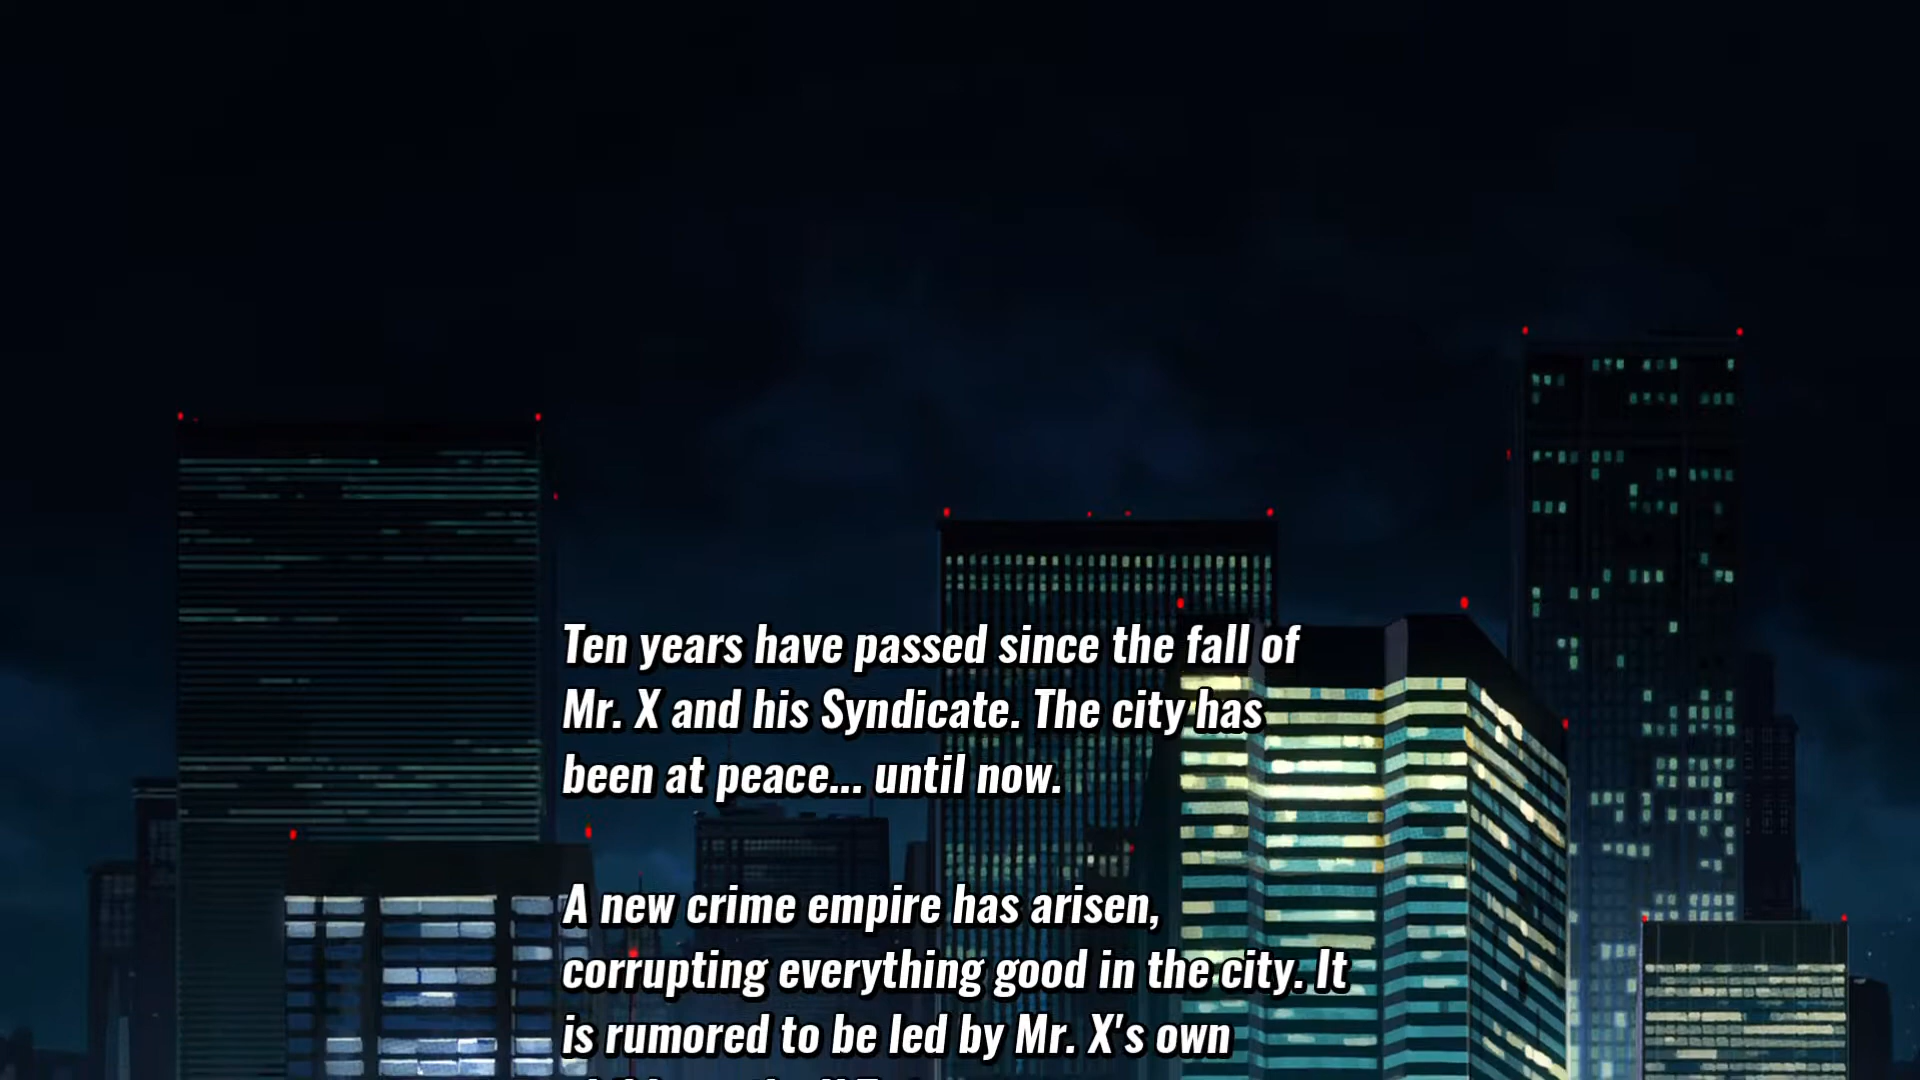 Ten years have passed since the fall of
Mr. X and his Syndicate. The city has
been at peace... until now.
A new crime empire has arisen,
corrupting everything good in the city. It
is rumored to be led by Mr. X's own